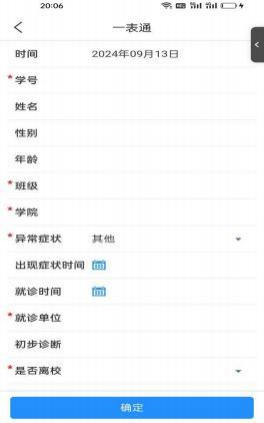 20:06
一表通
时间 2024年09月13日
*学号
姓名
性别
年龄
*班级
*学院
*异常症状 其他
出现症状时间
就诊时间
*就诊单位
初步诊断
*是否离校
确定